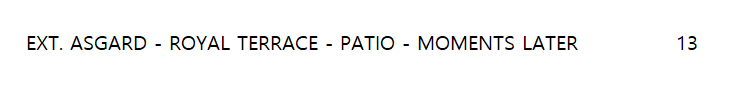 EXT. ASGARD - ROYAL TERRACE - PATIO - MOMENTS LATER 13